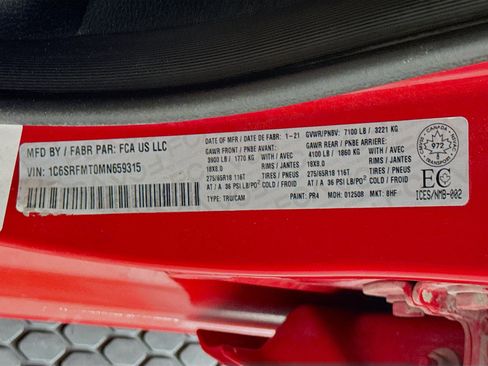 MFD BY / FABR PAR: FCA US LLC
VIN: 1C6SRFMT0MN659315
DATE OF MFR / DATE DE FABR: 1-21
GAWR FRONT / PNBE AVANT:
3900 LB / 1770 KG WITH / AVEC
18X8.0 RIMS / JANTES
275/65R18 116T TIRES / PNEUS
AT / A 36 PSI LB/PO² COLD / FROID
TYPE: TRU/CAM
GVWR/PNBV: 7100 LB / 3221 KG
GAWR REAR / PNBE ARRIERE:
4100 LB / 1860 KG WITH / AVEC
18X8.0 RIMS / JANTES
275/65R18 116T TIRES / PNEUS
AT / A 36 PSI LB/PO² COLD / FROID
PAINT: PR4 MDH: 012508 MKT: BHF
CANADA
972
TRANSPORT
EC
ICES/NMB-002